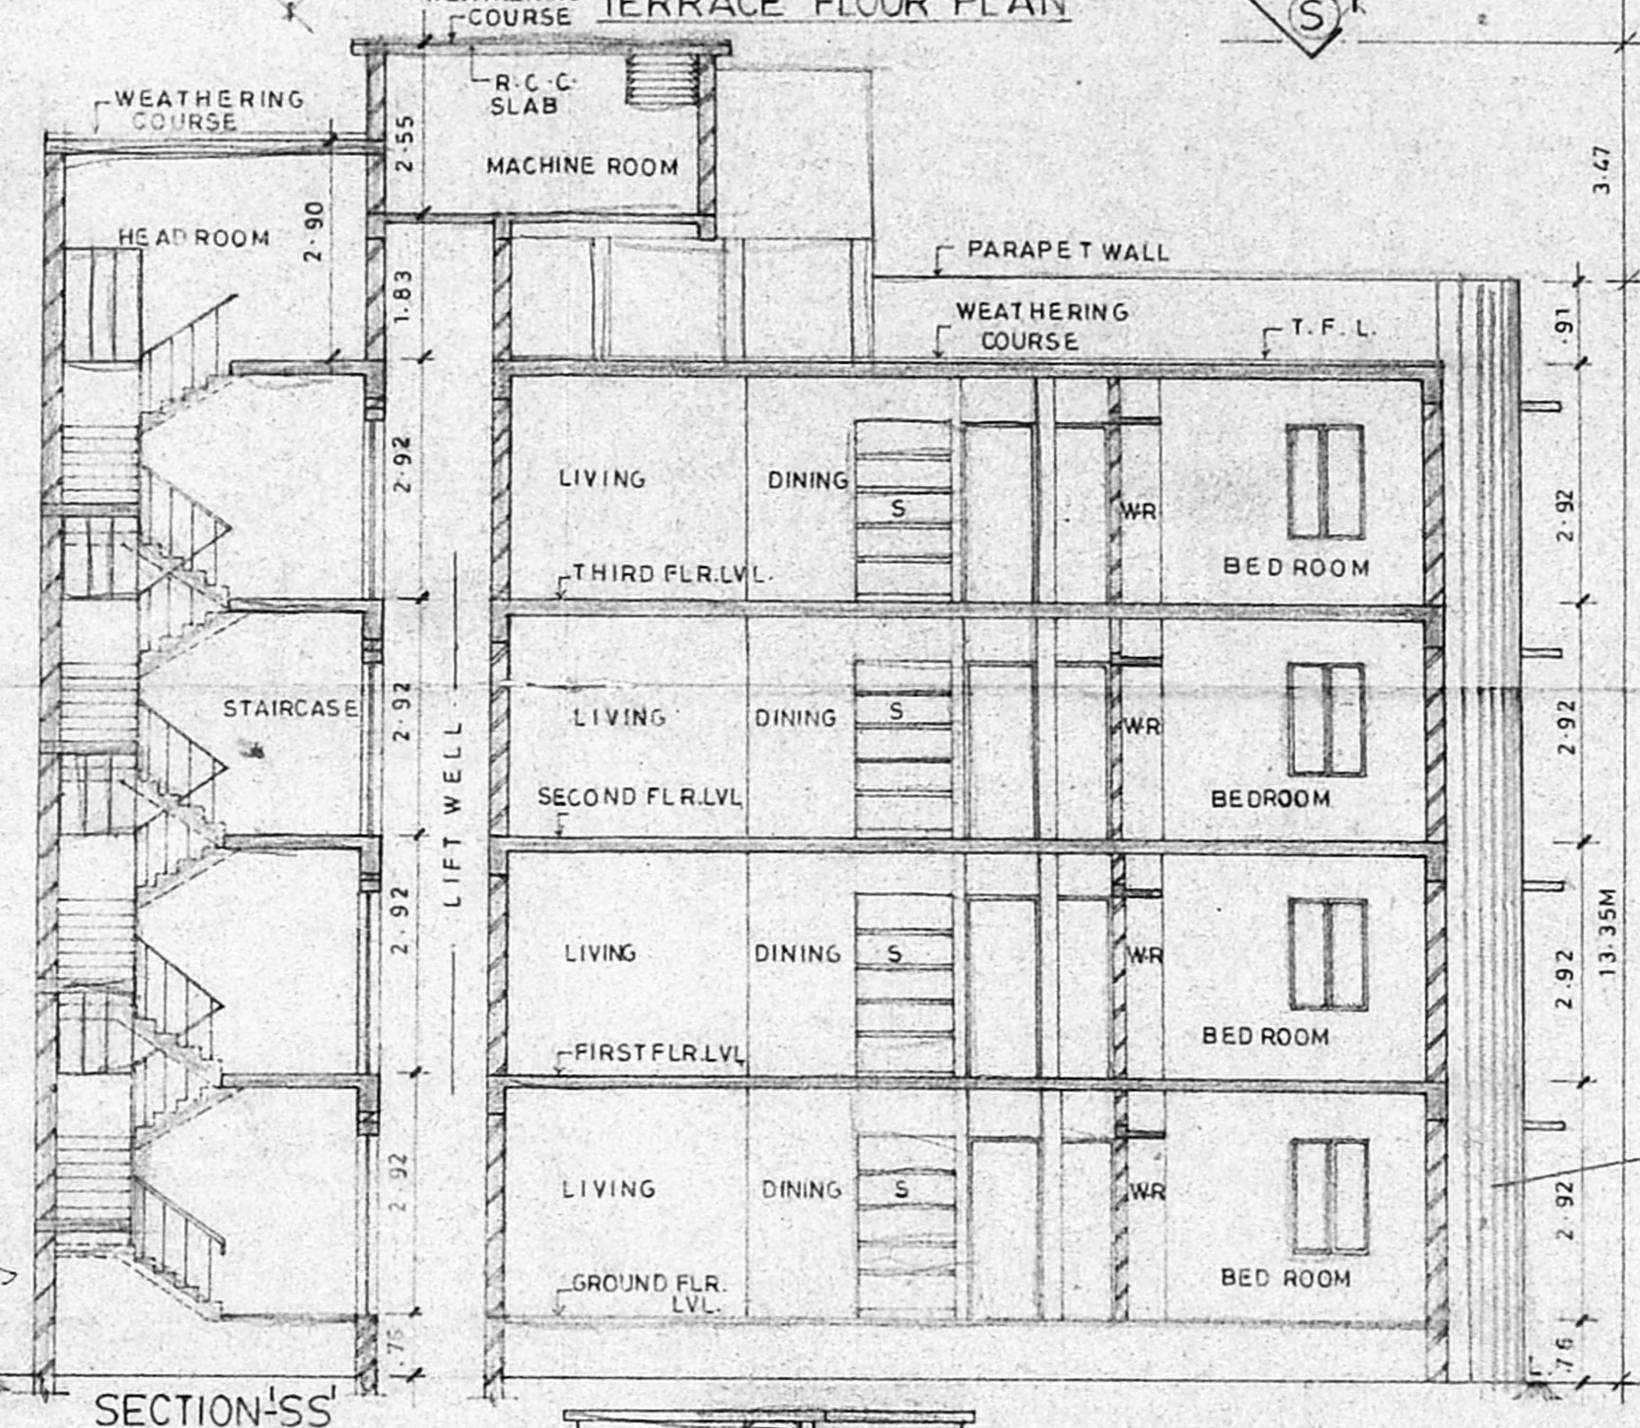 TERRACE FLOOR PLAN
COURSE
S
R.C.C.
SLAB
WEATHERING
COURSE
2.55
MACHINE ROOM
3.47
HEAD ROOM
2.90
PARAPET WALL
1.83
WEATHERING
COURSE
T.F.L.
.91
2.92
LIVING
DINING
S
W.R
2.92
BED ROOM
THIRD FLR.LVL.
STAIRCASE
2.92
LIFT WELL
LIVING
DINING
S
W.R
2.92
SECOND FLR.LVL
BEDROOM
2.92
LIVING
DINING
S
W.R
2.92
13.35M
BED ROOM
FIRST FLR.LVL
2.92
LIVING
DINING
S
W.R
2.92
BED ROOM
GROUND FLR.
LVL.
.76
.76
SECTION-'SS'